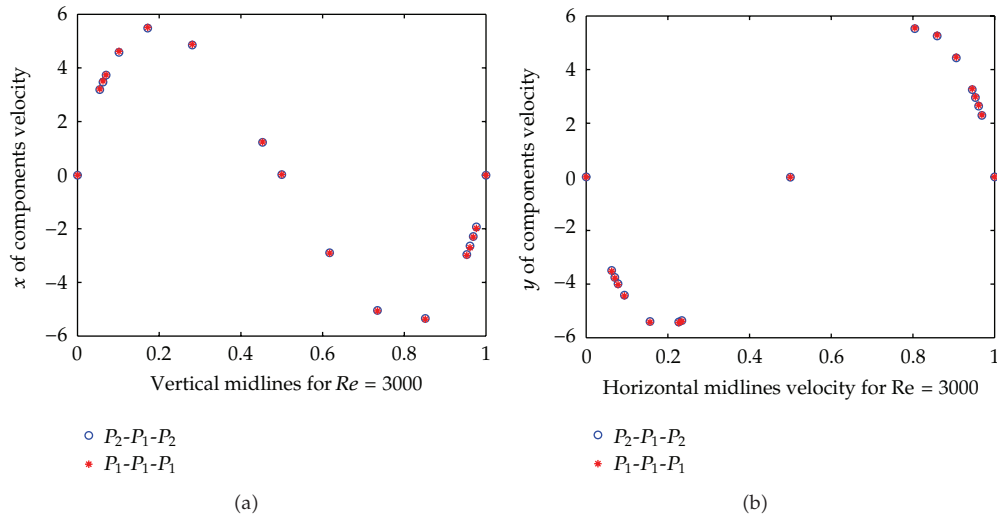 6
4
2
0
−2
−4
−6
x of components velocity
0
0.2
0.4
0.6
0.8
1
Vertical midlines for Re = 3000
P₂-P₁-P₂
P₁-P₁-P₁
(a)
6
4
2
0
−2
−4
−6
y of components velocity
0
0.2
0.4
0.6
0.8
1
Horizontal midlines velocity for Re = 3000
P₂-P₁-P₂
P₁-P₁-P₁
(b)